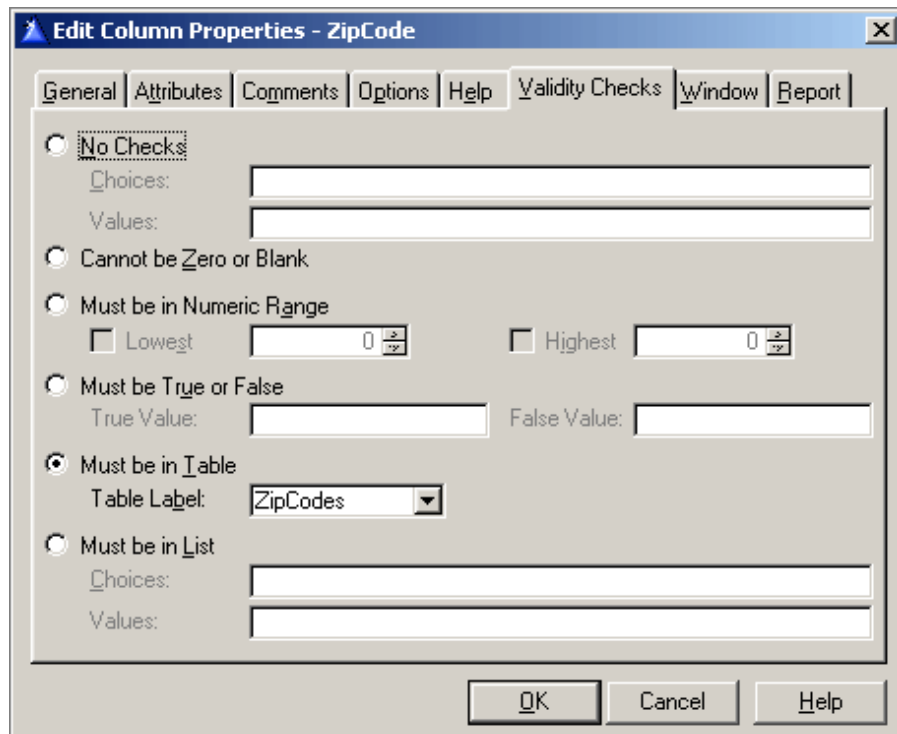 Edit Column Properties - ZipCode
General Attributes Comments Options Help Validity Checks Window Report
No Checks
Choices:
Values:
Cannot be Zero or Blank
Must be in Numeric Range
Lowest 0 Highest 0
Must be True or False
True Value: False Value:
Must be in Table
Table Label: ZipCodes
Must be in List
Choices:
Values:
OK Cancel Help